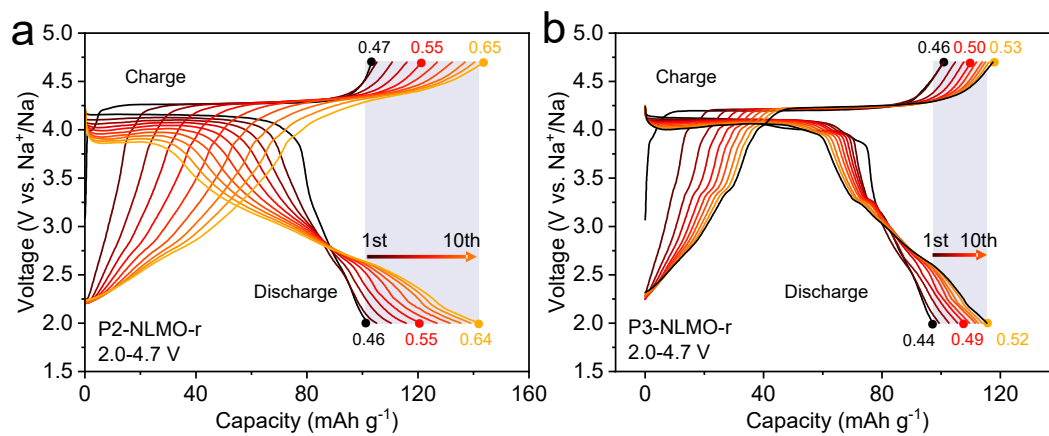 a
5.0
4.5
4.0
3.5
3.0
2.5
2.0
1.5
Voltage (V vs. Na⁺/Na)
0.47
0.55
0.65
Charge
1st
10th
Discharge
P2-NLMO-r
2.0-4.7 V
0.46
0.55
0.64
0
40
80
120
160
Capacity (mAh g⁻¹)
b
5.0
4.5
4.0
3.5
3.0
2.5
2.0
1.5
Voltage (V vs. Na⁺/Na)
0.46
0.50
0.53
Charge
1st
10th
Discharge
P3-NLMO-r
2.0-4.7 V
0.44
0.49
0.52
0
40
80
120
Capacity (mAh g⁻¹)